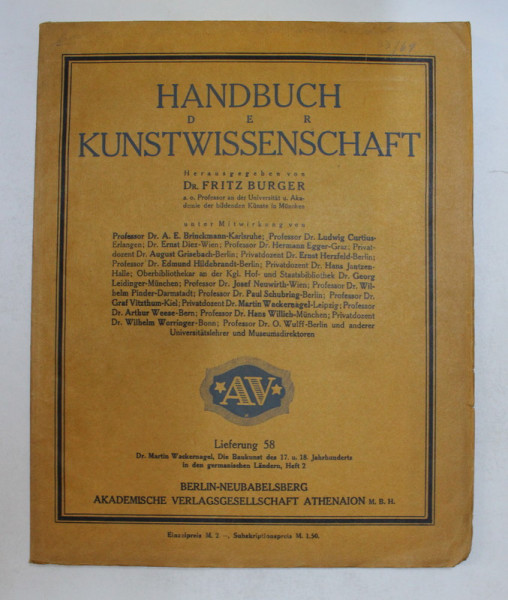 HANDBUCH
DER
KUNSTWISSENSCHAFT
Herausgegeben von
DR. FRITZ BURGER
a. o. Professor an der Universität u. Aka-
demie der bildenden Künste in München
unter Mitwirkung von
Professor Dr. A. E. Brinckmann-Karlsruhe; Professor Dr. Ludwig Curtius-
Erlangen; Dr. Ernst Diez-Wien; Professor Dr. Hermann Egger-Graz; Privat-
dozent Dr. August Grisebach-Berlin; Privatdozent Dr. Ernst Herzfeld-Berlin;
Professor Dr. Edmund Hildebrandt-Berlin; Privatdozent Dr. Hans Jantzen-
Halle; Oberbibliothekar an der Kgl. Hof- und Staatsbibliothek Dr. Georg
Leidinger-München; Professor Dr. Josef Neuwirth-Wien; Professor Dr. Wil-
helm Pinder-Darmstadt; Professor Dr. Paul Schubring-Berlin; Professor Dr.
Graf Vitzthum-Kiel; Privatdozent Dr. Martin Wackernagel-Leipzig; Professor
Dr. Arthur Weese-Bern; Professor Dr. Hans Willich-München; Privatdozent
Dr. Wilhelm Worringer-Bonn; Professor Dr. O. Wulff-Berlin und anderer
Universitätslehrer und Museumsdirektoren
AV
Lieferung 58
Dr. Martin Wackernagel, Die Baukunst des 17. u. 18. Jahrhunderts
in den germanischen Ländern, Heft 2
BERLIN-NEUBABELSBERG
AKADEMISCHE VERLAGSGESELLSCHAFT ATHENAION M. B. H.
Einzelpreis M. 2 —, Subskriptionspreis M. 1.50.